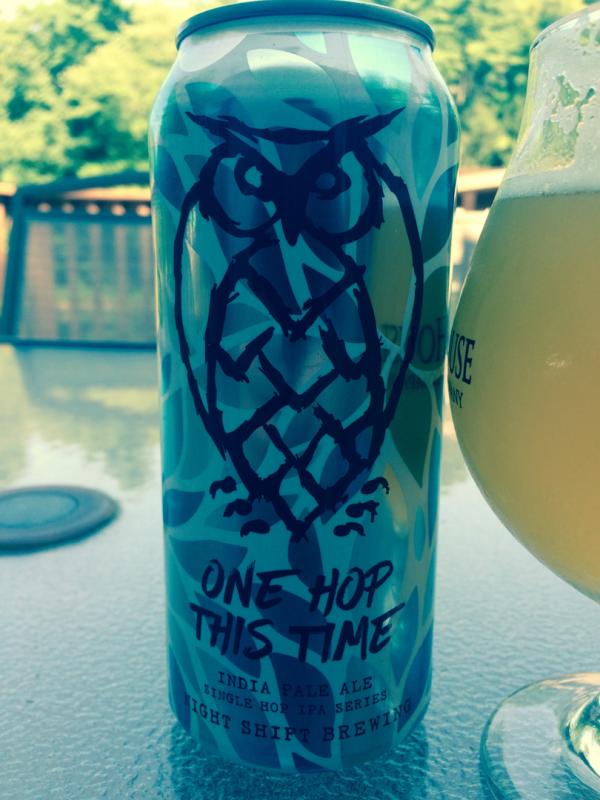 ONE HOP
THIS TIME
INDIA PALE ALE
SINGLE HOP IPA SERIES
NIGHT SHIFT BREWING